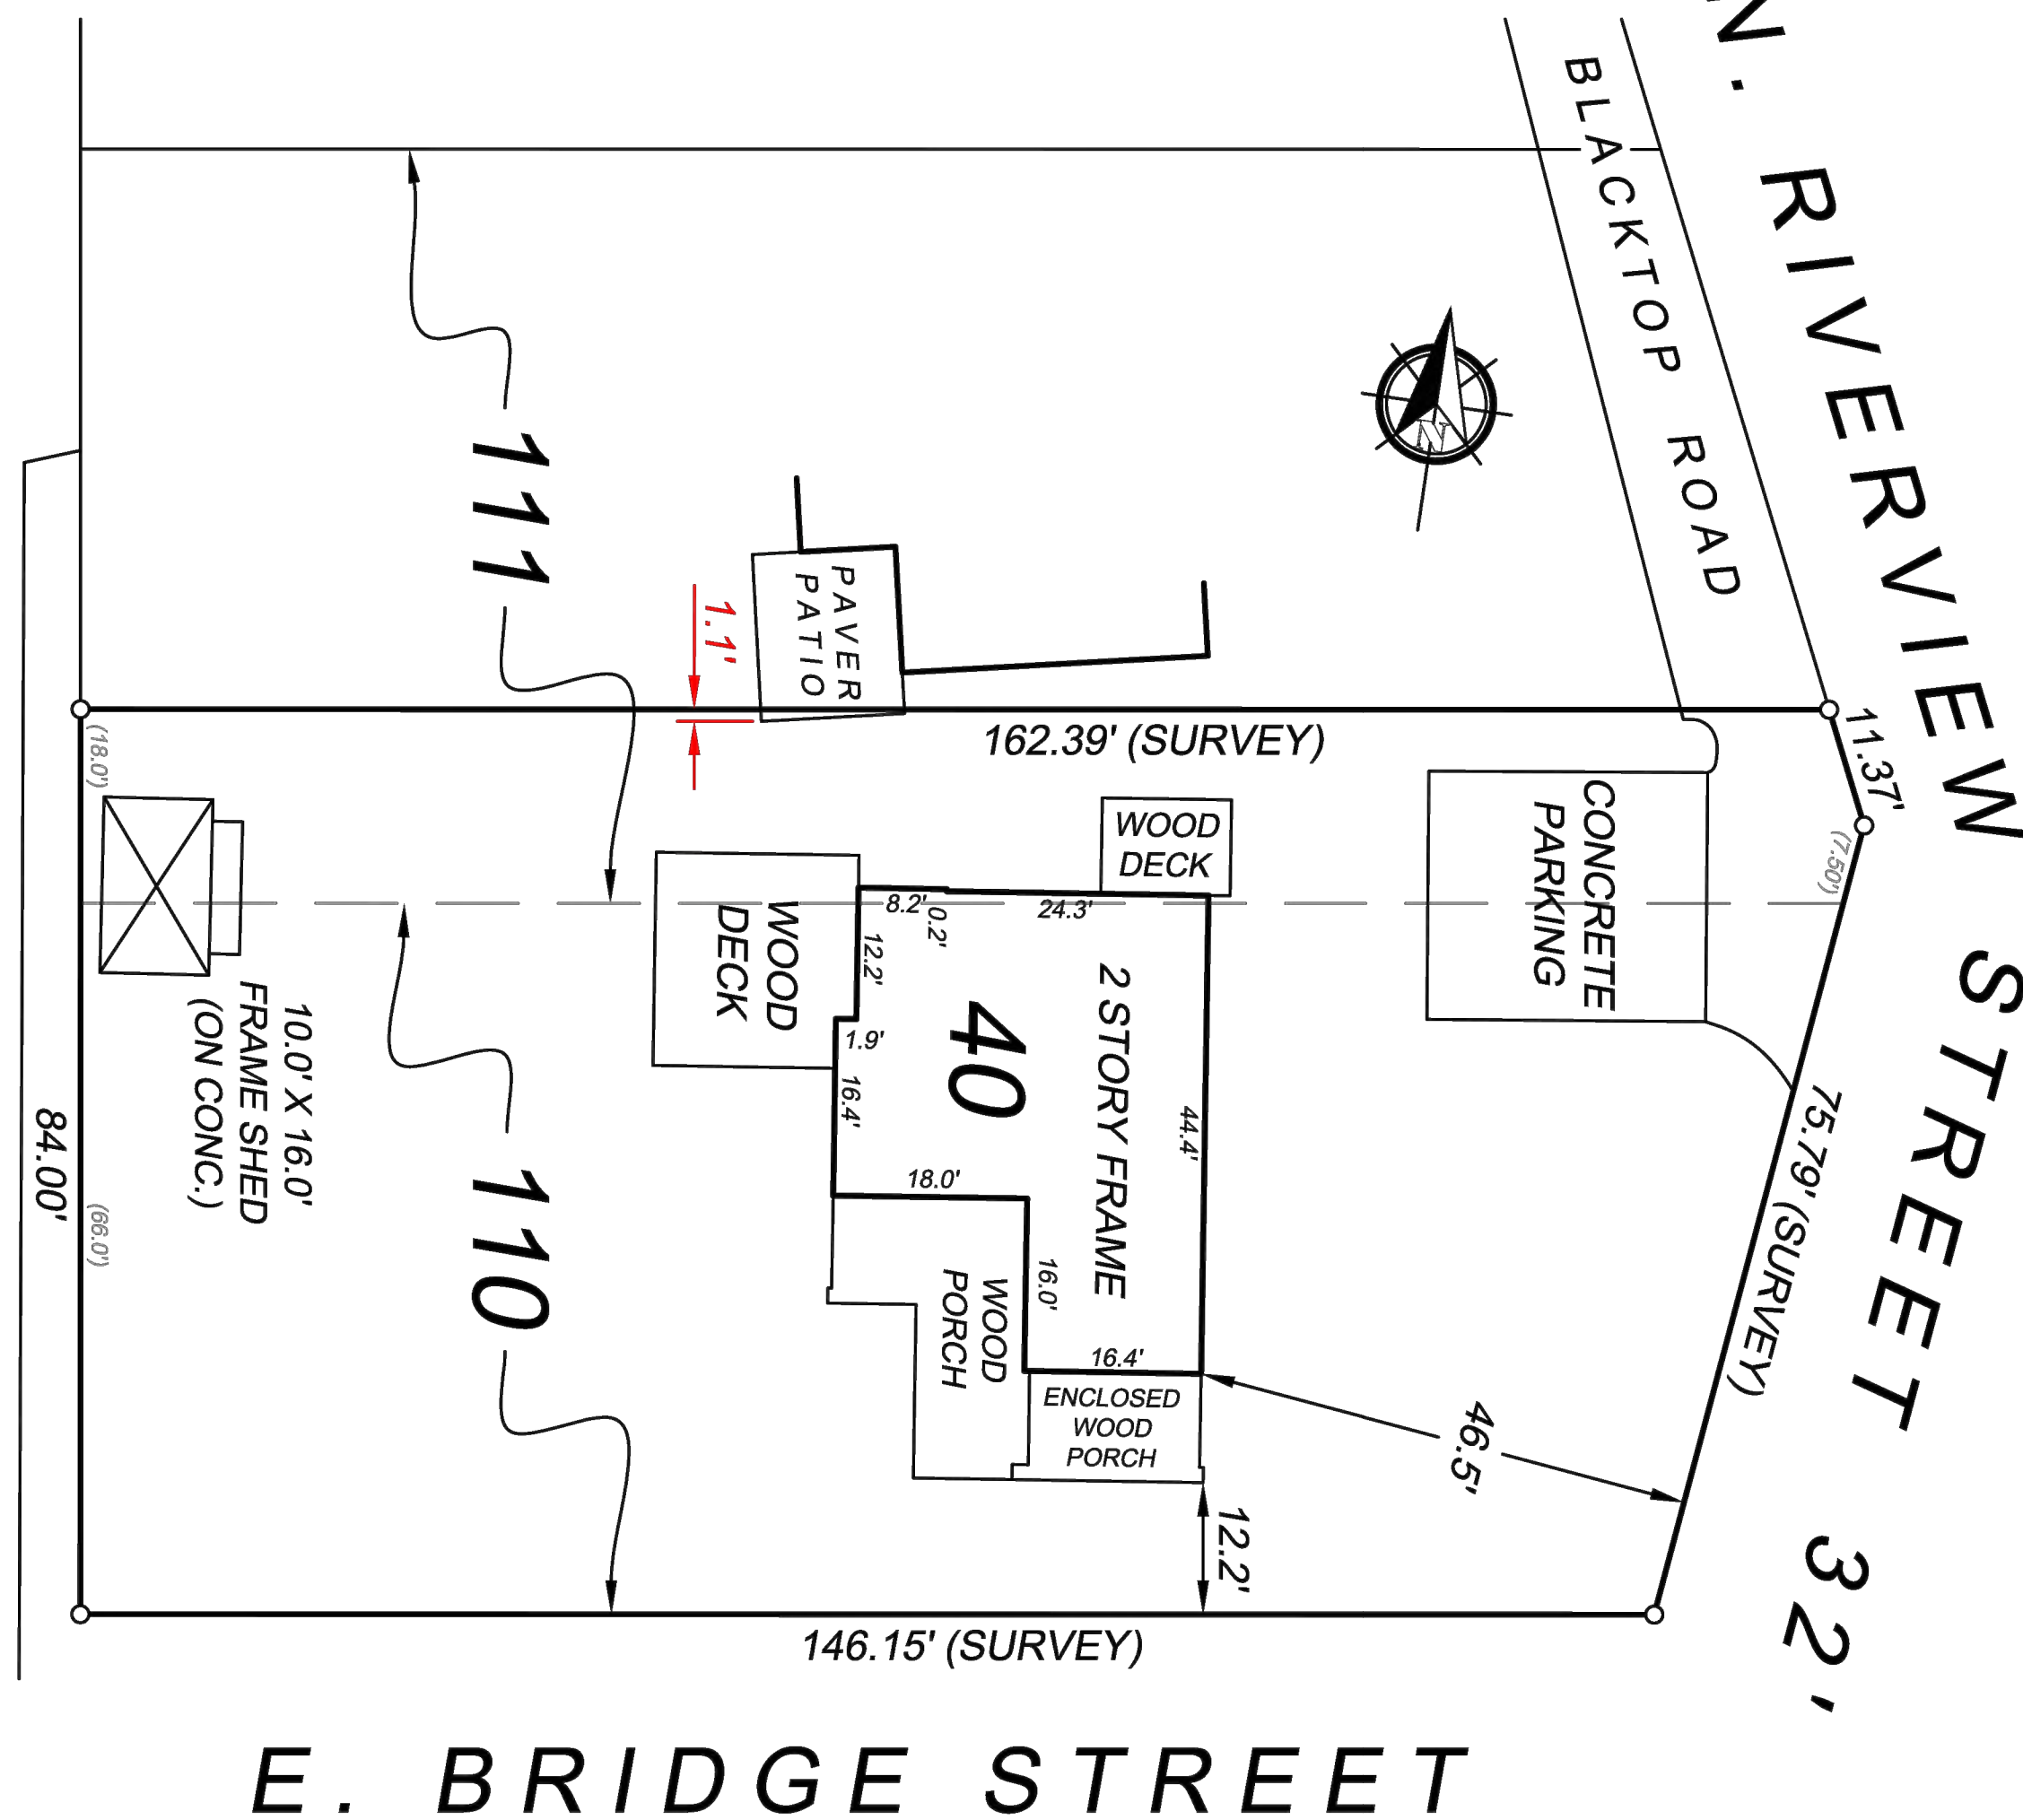 N. RIVERVIEW STREET 32'
BLACKTOP ROAD
N
111
PAVER
PATIO
1.1'
162.39' (SURVEY)
11.37'
(7.50')
(18.0')
WOOD
DECK
CONCRETE
PARKING
8.2'
0.2'
24.3'
12.2'
WOOD
DECK
1.9'
16.4'
40
2 STORY FRAME
44.4'
75.79' (SURVEY)
10.0' X 16.0'
FRAME SHED
(ON CONC.)
84.00'
(66.0')
110
18.0'
16.0'
WOOD
PORCH
16.4'
ENCLOSED
WOOD
PORCH
46.5'
12.2'
146.15' (SURVEY)
E. BRIDGE STREET